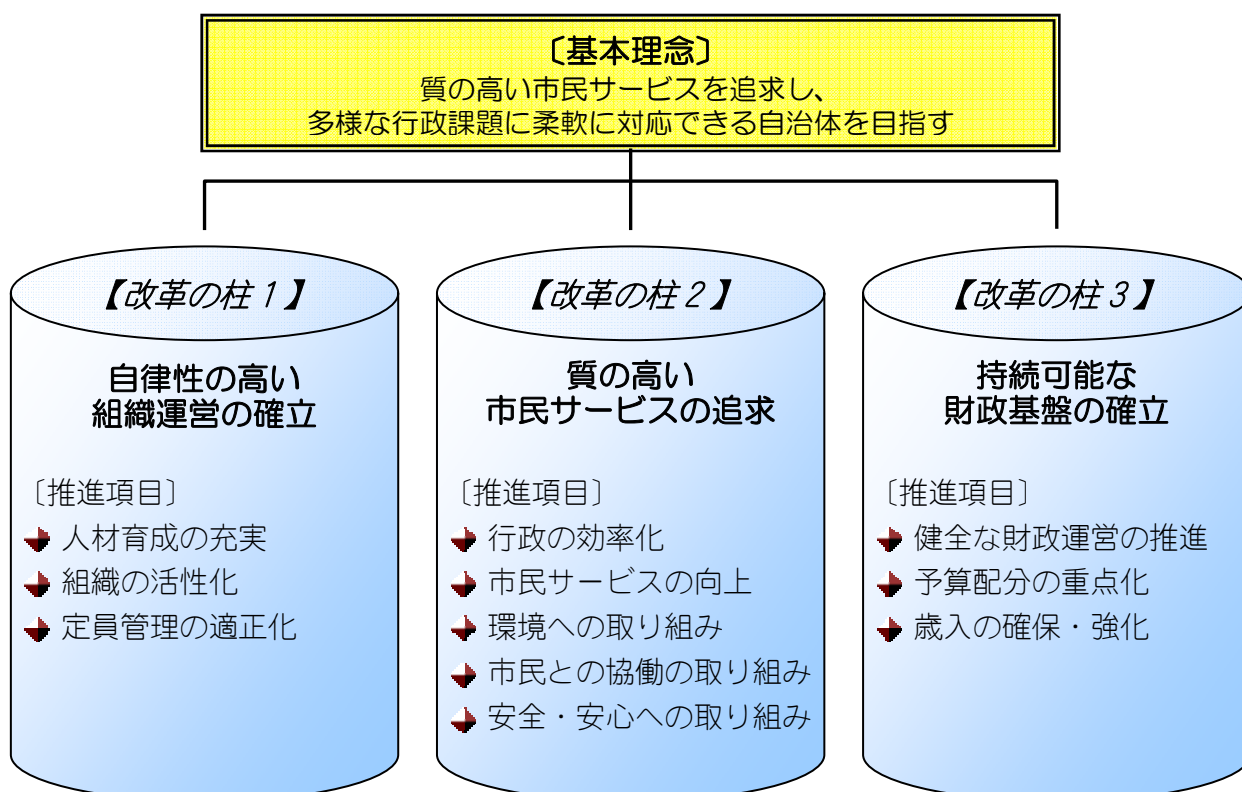 〔基本理念〕
質の高い市民サービスを追求し、
多様な行政課題に柔軟に対応できる自治体を目指す
【改革の柱1】
自律性の高い
組織運営の確立
〔推進項目〕
人材育成の充実
組織の活性化
定員管理の適正化
【改革の柱2】
質の高い
市民サービスの追求
〔推進項目〕
行政の効率化
市民サービスの向上
環境への取り組み
市民との協働の取り組み
安全・安心への取り組み
【改革の柱3】
持続可能な
財政基盤の確立
〔推進項目〕
健全な財政運営の推進
予算配分の重点化
歳入の確保・強化